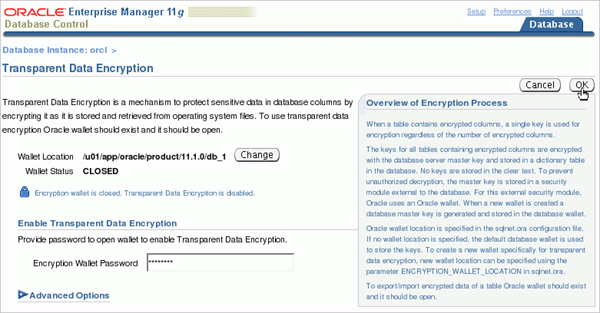 ORACLE Enterprise Manager 11g
Database Control
Setup Preferences Help Logout
Database
Database Instance: orcl >
Transparent Data Encryption
Cancel OK
Transparent Data Encryption is a mechanism to protect sensitive data in database columns by
encrypting it as it is stored and retrieved from operating system files. To use transparent data
encryption Oracle wallet should exist and it should be open.
Wallet Location /u01/app/oracle/product/11.1.0/db_1 Change
Wallet Status CLOSED
Encryption wallet is closed. Transparent Data Encryption is disabled.
Enable Transparent Data Encryption
Provide password to open wallet to enable Transparent Data Encryption.
Encryption Wallet Password ********
Advanced Options
Overview of Encryption Process
When a table contains encrypted columns, a single key is used for
encryption regardless of the number of encrypted columns.
The keys for all tables containing encrypted columns are encrypted
with the database server master key and stored in a dictionary table
in the database. No keys are stored in the clear text. To prevent
unauthorized decryption, the master key is stored in a security
module external to the database. For this external security module,
Oracle uses an Oracle wallet. When a new wallet is created a
database master key is generated and stored in the database wallet.
Oracle wallet location is specified in the sqlnet.ora configuration file.
If no wallet location is specified, the default database wallet is used
to store the keys. To create a new wallet specifically for transparent
data encryption, new wallet location can be specified using the
parameter ENCRYPTION_WALLET_LOCATION in sqlnet.ora.
To export/import encrypted data of a table Oracle wallet should
exist and it should be open.